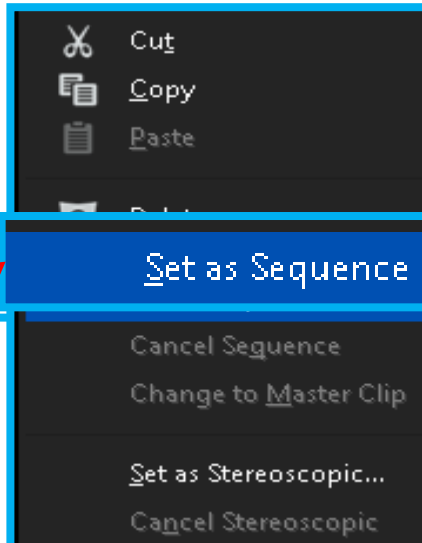 Cut
Copy
Paste
Set as Sequence
Cancel Sequence
Change to Master Clip
Set as Stereoscopic...
Cancel Stereoscopic